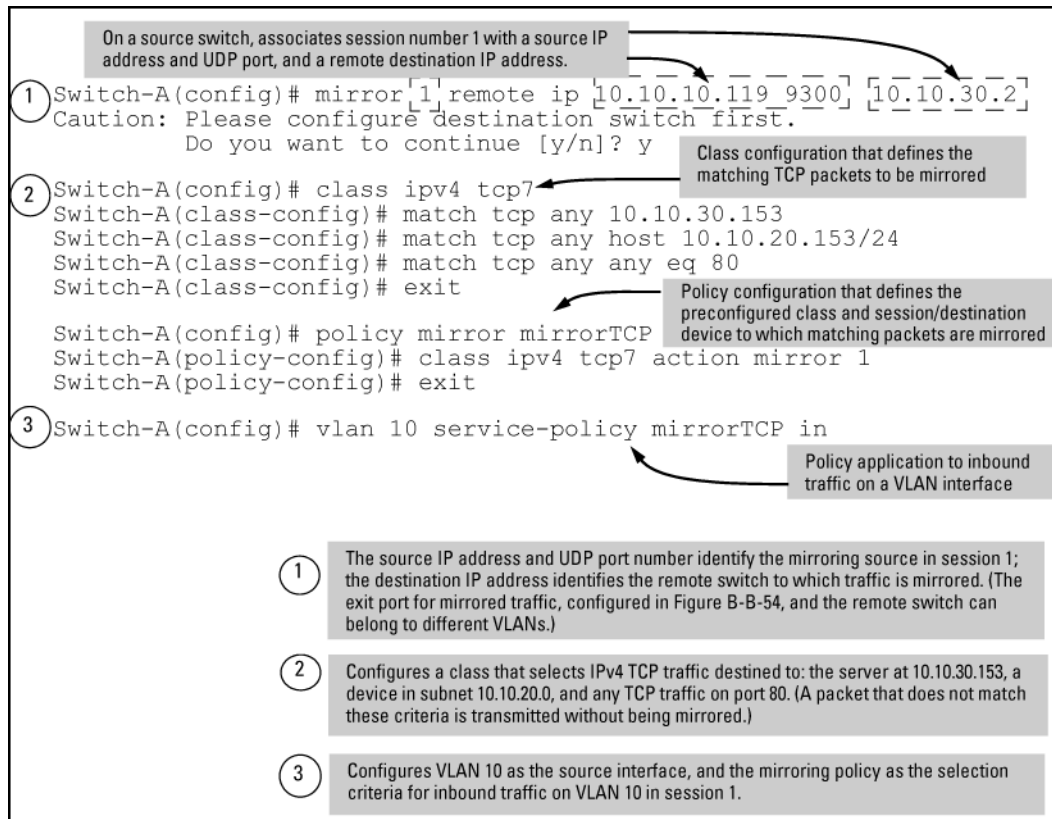 On a source switch, associates session number 1 with a source IP
address and UDP port, and a remote destination IP address.
1 Switch-A(config)# mirror 1 remote ip 10.10.10.119 9300 10.10.30.2
Caution: Please configure destination switch first.
Do you want to continue [y/n]? y
Class configuration that defines the
matching TCP packets to be mirrored
2 Switch-A(config)# class ipv4 tcp7
Switch-A(class-config)# match tcp any 10.10.30.153
Switch-A(class-config)# match tcp any host 10.10.20.153/24
Switch-A(class-config)# match tcp any any eq 80
Switch-A(class-config)# exit
Policy configuration that defines the
preconfigured class and session/destination
device to which matching packets are mirrored
Switch-A(config)# policy mirror mirrorTCP
Switch-A(policy-config)# class ipv4 tcp7 action mirror 1
Switch-A(policy-config)# exit
3 Switch-A(config)# vlan 10 service-policy mirrorTCP in
Policy application to inbound
traffic on a VLAN interface
1 The source IP address and UDP port number identify the mirroring source in session 1;
the destination IP address identifies the remote switch to which traffic is mirrored. (The
exit port for mirrored traffic, configured in Figure B-B-54, and the remote switch can
belong to different VLANs.)
2 Configures a class that selects IPv4 TCP traffic destined to: the server at 10.10.30.153, a
device in subnet 10.10.20.0, and any TCP traffic on port 80. (A packet that does not match
these criteria is transmitted without being mirrored.)
3 Configures VLAN 10 as the source interface, and the mirroring policy as the selection
criteria for inbound traffic on VLAN 10 in session 1.